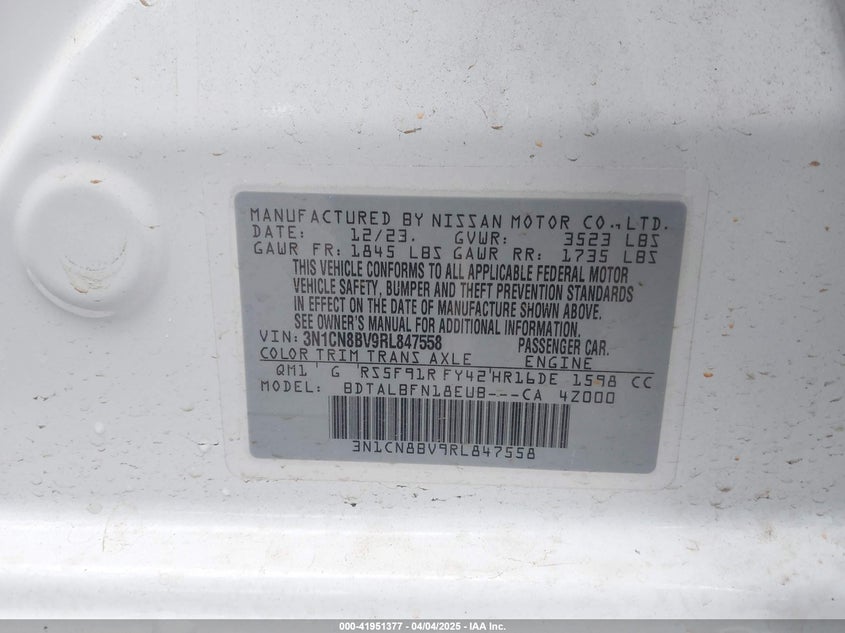 MANUFACTURED BY NISSAN MOTOR CO., LTD.
DATE: 12/23. GVWR: 3523 LBS
GAWR FR: 1845 LBS GAWR RR: 1735 LBS
THIS VEHICLE CONFORMS TO ALL APPLICABLE FEDERAL MOTOR
VEHICLE SAFETY, BUMPER AND THEFT PREVENTION STANDARDS
IN EFFECT ON THE DATE OF MANUFACTURE SHOWN ABOVE.
SEE OWNER'S MANUAL FOR ADDITIONAL INFORMATION.
VIN: 3N1CN8BV9RL847558 PASSENGER CAR.
COLOR TRIM TRANS AXLE ENGINE
QM1 G RS5F91R FY42 HR16DE 1598 CC
MODEL: BDTALBFN18EUB---CA 4Z000
3N1CN8BV9RL847558
000-41951377 - 04/04/2025 - IAA Inc.